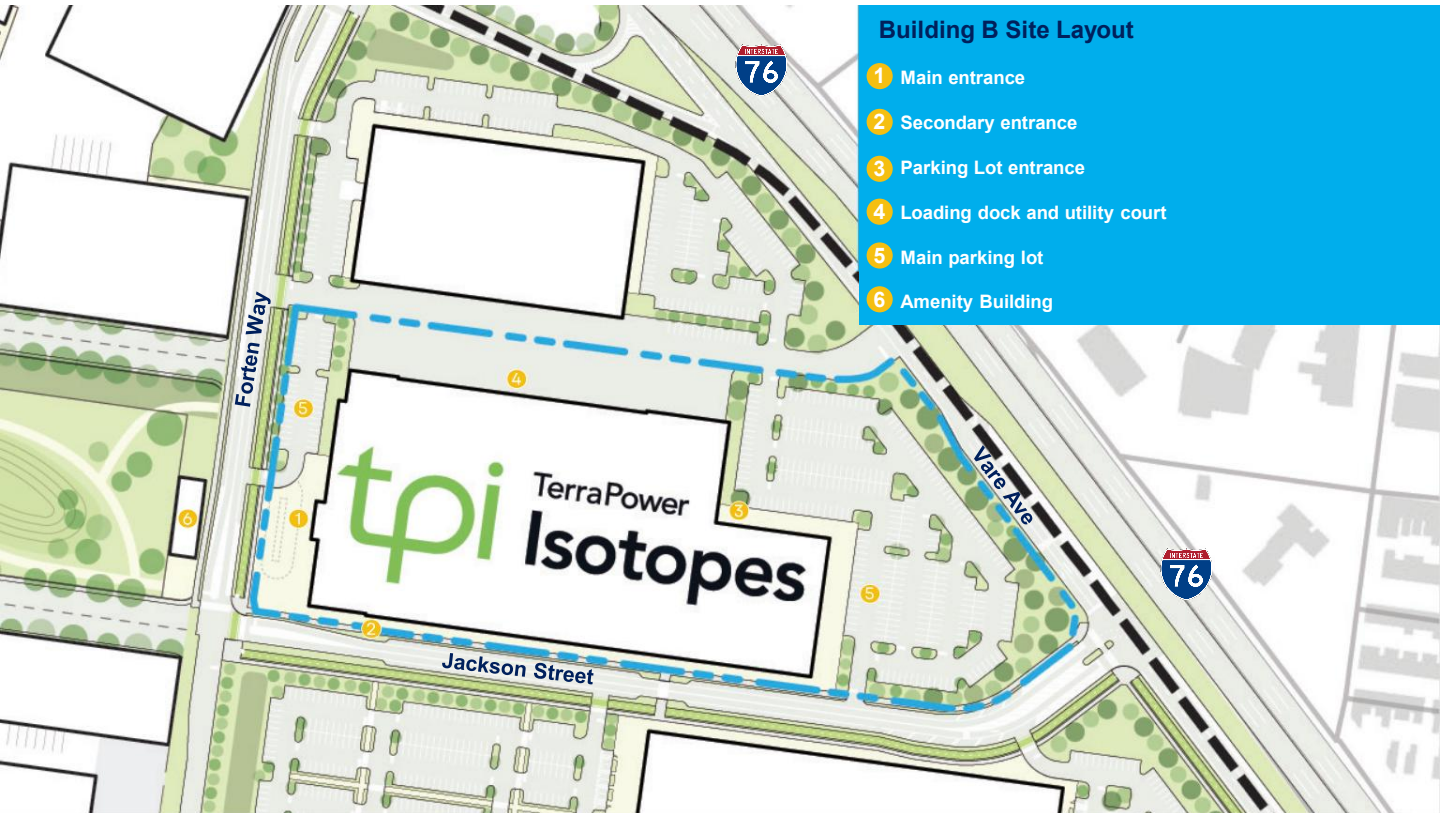 Building B Site Layout
1 Main entrance
2 Secondary entrance
3 Parking Lot entrance
4 Loading dock and utility court
5 Main parking lot
6 Amenity Building
INTERSTATE
76
Forten Way
4
5
tpi TerraPower
Isotopes
Vare Ave
6
1
3
INTERSTATE
76
5
2
Jackson Street